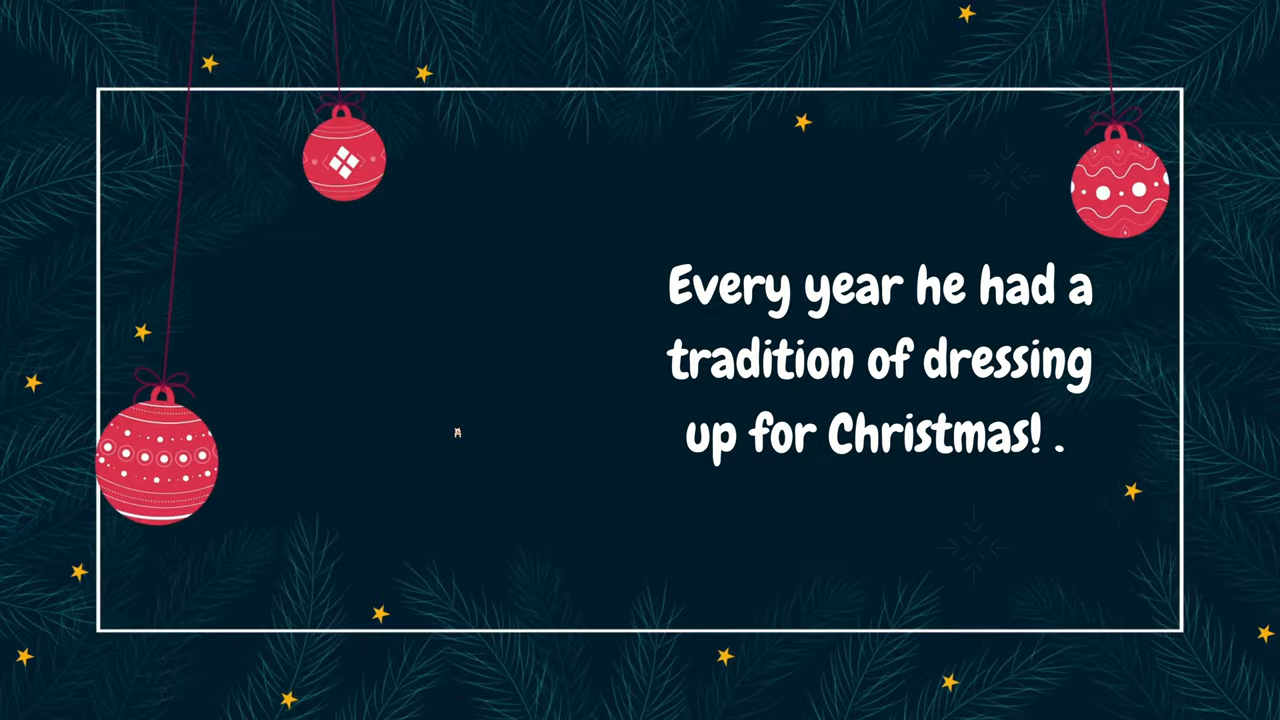 Every year he had a
tradition of dressing
up for Christmas! .